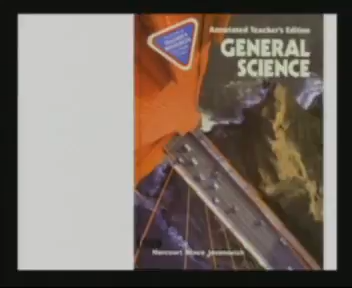 Annotated Teacher's Edition
GENERAL
SCIENCE
Harcourt Brace Jovanovich